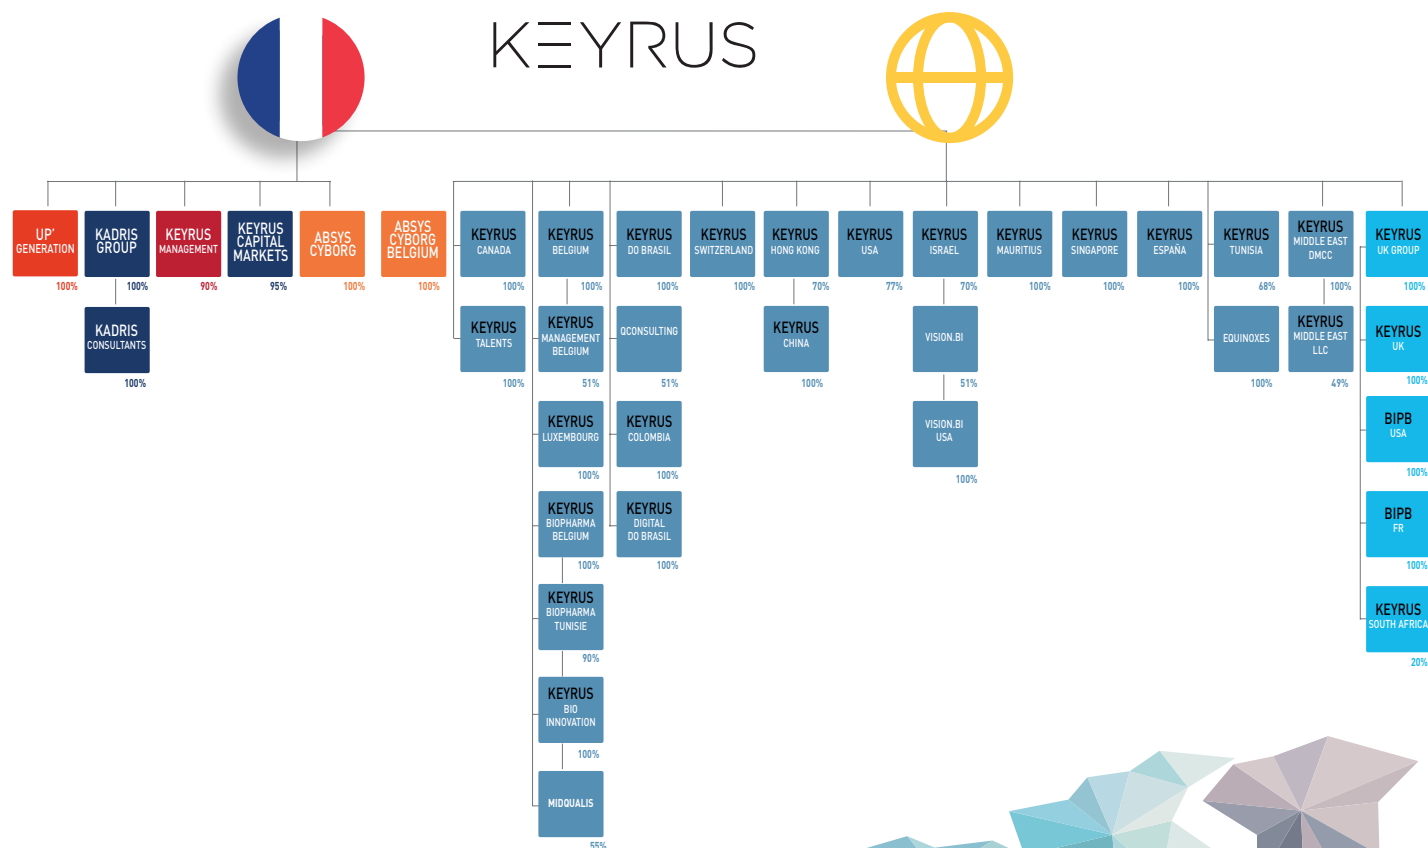 KEYRUS
UP'
GENERATION
100%
KADRIS
GROUP
100%
KADRIS
CONSULTANTS
100%
KEYRUS
MANAGEMENT
90%
KEYRUS
CAPITAL
MARKETS
95%
ABSYS
CYBORG
100%
ABSYS
CYBORG
BELGIUM
100%
KEYRUS
CANADA
100%
KEYRUS
TALENTS
100%
KEYRUS
BELGIUM
100%
KEYRUS
MANAGEMENT
BELGIUM
51%
KEYRUS
LUXEMBOURG
100%
KEYRUS
BIOPHARMA
BELGIUM
100%
KEYRUS
BIOPHARMA
TUNISIE
90%
KEYRUS
BIO
INNOVATION
100%
MIDQUALIS
55%
KEYRUS
DO BRASIL
100%
QCONSULTING
51%
KEYRUS
COLOMBIA
100%
KEYRUS
DIGITAL
DO BRASIL
100%
KEYRUS
SWITZERLAND
100%
KEYRUS
HONG KONG
70%
KEYRUS
CHINA
100%
KEYRUS
USA
77%
KEYRUS
ISRAEL
70%
VISION.BI
51%
VISION.BI
USA
100%
KEYRUS
MAURITIUS
100%
KEYRUS
SINGAPORE
100%
KEYRUS
ESPAÑA
100%
KEYRUS
TUNISIA
68%
EQUINOXES
100%
KEYRUS
MIDDLE EAST
DMCC
100%
KEYRUS
MIDDLE EAST
LLC
49%
KEYRUS
UK GROUP
100%
KEYRUS
UK
100%
BIPB
USA
100%
BIPB
FR
100%
KEYRUS
SOUTH AFRICA
20%